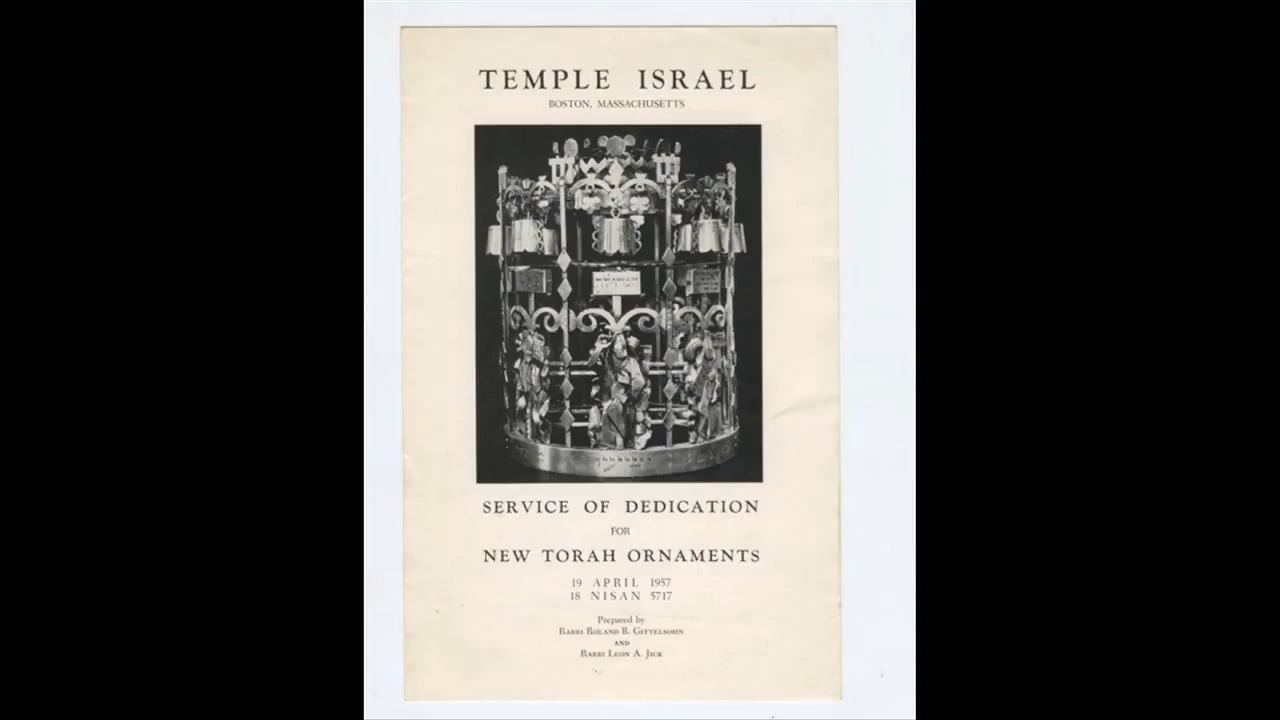 TEMPLE ISRAEL
BOSTON, MASSACHUSETTS
SERVICE OF DEDICATION
FOR
NEW TORAH ORNAMENTS
19 APRIL 1957
18 NISAN 5717
Prepared by
RABBI ROLAND B. GITTELSOHN
AND
RABBI LEON A. JICK